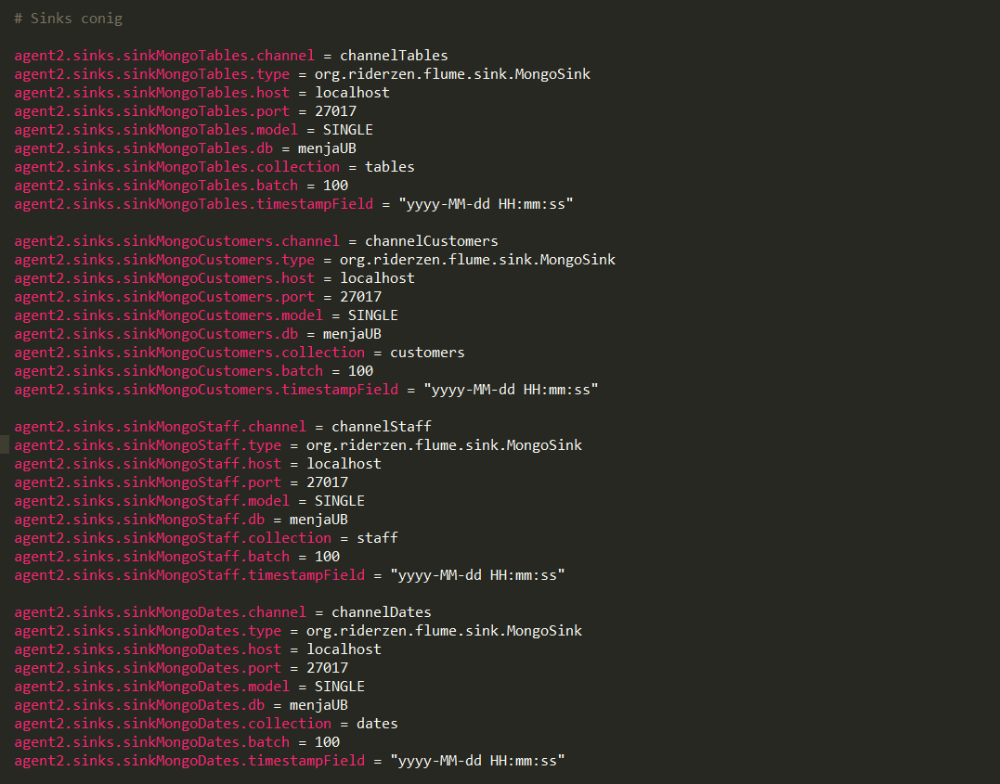 # Sinks conig
agent2.sinks.sinkMongoTables.channel = channelTables
agent2.sinks.sinkMongoTables.type = org.riderzen.flume.sink.MongoSink
agent2.sinks.sinkMongoTables.host = localhost
agent2.sinks.sinkMongoTables.port = 27017
agent2.sinks.sinkMongoTables.model = SINGLE
agent2.sinks.sinkMongoTables.db = menjaUB
agent2.sinks.sinkMongoTables.collection = tables
agent2.sinks.sinkMongoTables.batch = 100
agent2.sinks.sinkMongoTables.timestampField = "yyyy-MM-dd HH:mm:ss"
agent2.sinks.sinkMongoCustomers.channel = channelCustomers
agent2.sinks.sinkMongoCustomers.type = org.riderzen.flume.sink.MongoSink
agent2.sinks.sinkMongoCustomers.host = localhost
agent2.sinks.sinkMongoCustomers.port = 27017
agent2.sinks.sinkMongoCustomers.model = SINGLE
agent2.sinks.sinkMongoCustomers.db = menjaUB
agent2.sinks.sinkMongoCustomers.collection = customers
agent2.sinks.sinkMongoCustomers.batch = 100
agent2.sinks.sinkMongoCustomers.timestampField = "yyyy-MM-dd HH:mm:ss"
agent2.sinks.sinkMongoStaff.channel = channelStaff
agent2.sinks.sinkMongoStaff.type = org.riderzen.flume.sink.MongoSink
agent2.sinks.sinkMongoStaff.host = localhost
agent2.sinks.sinkMongoStaff.port = 27017
agent2.sinks.sinkMongoStaff.model = SINGLE
agent2.sinks.sinkMongoStaff.db = menjaUB
agent2.sinks.sinkMongoStaff.collection = staff
agent2.sinks.sinkMongoStaff.batch = 100
agent2.sinks.sinkMongoStaff.timestampField = "yyyy-MM-dd HH:mm:ss"
agent2.sinks.sinkMongoDates.channel = channelDates
agent2.sinks.sinkMongoDates.type = org.riderzen.flume.sink.MongoSink
agent2.sinks.sinkMongoDates.host = localhost
agent2.sinks.sinkMongoDates.port = 27017
agent2.sinks.sinkMongoDates.model = SINGLE
agent2.sinks.sinkMongoDates.db = menjaUB
agent2.sinks.sinkMongoDates.collection = dates
agent2.sinks.sinkMongoDates.batch = 100
agent2.sinks.sinkMongoDates.timestampField = "yyyy-MM-dd HH:mm:ss"